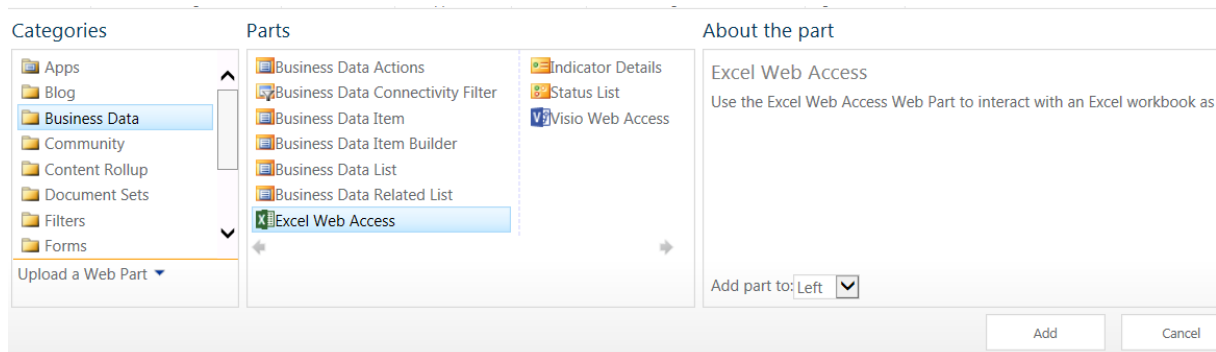 Categories
Apps
Blog
Business Data
Community
Content Rollup
Document Sets
Filters
Forms
Upload a Web Part
Parts
Business Data Actions
Business Data Connectivity Filter
Business Data Item
Business Data Item Builder
Business Data List
Business Data Related List
Excel Web Access
Indicator Details
Status List
Visio Web Access
About the part
Excel Web Access
Use the Excel Web Access Web Part to interact with an Excel workbook as
Add part to: Left
Add
Cancel